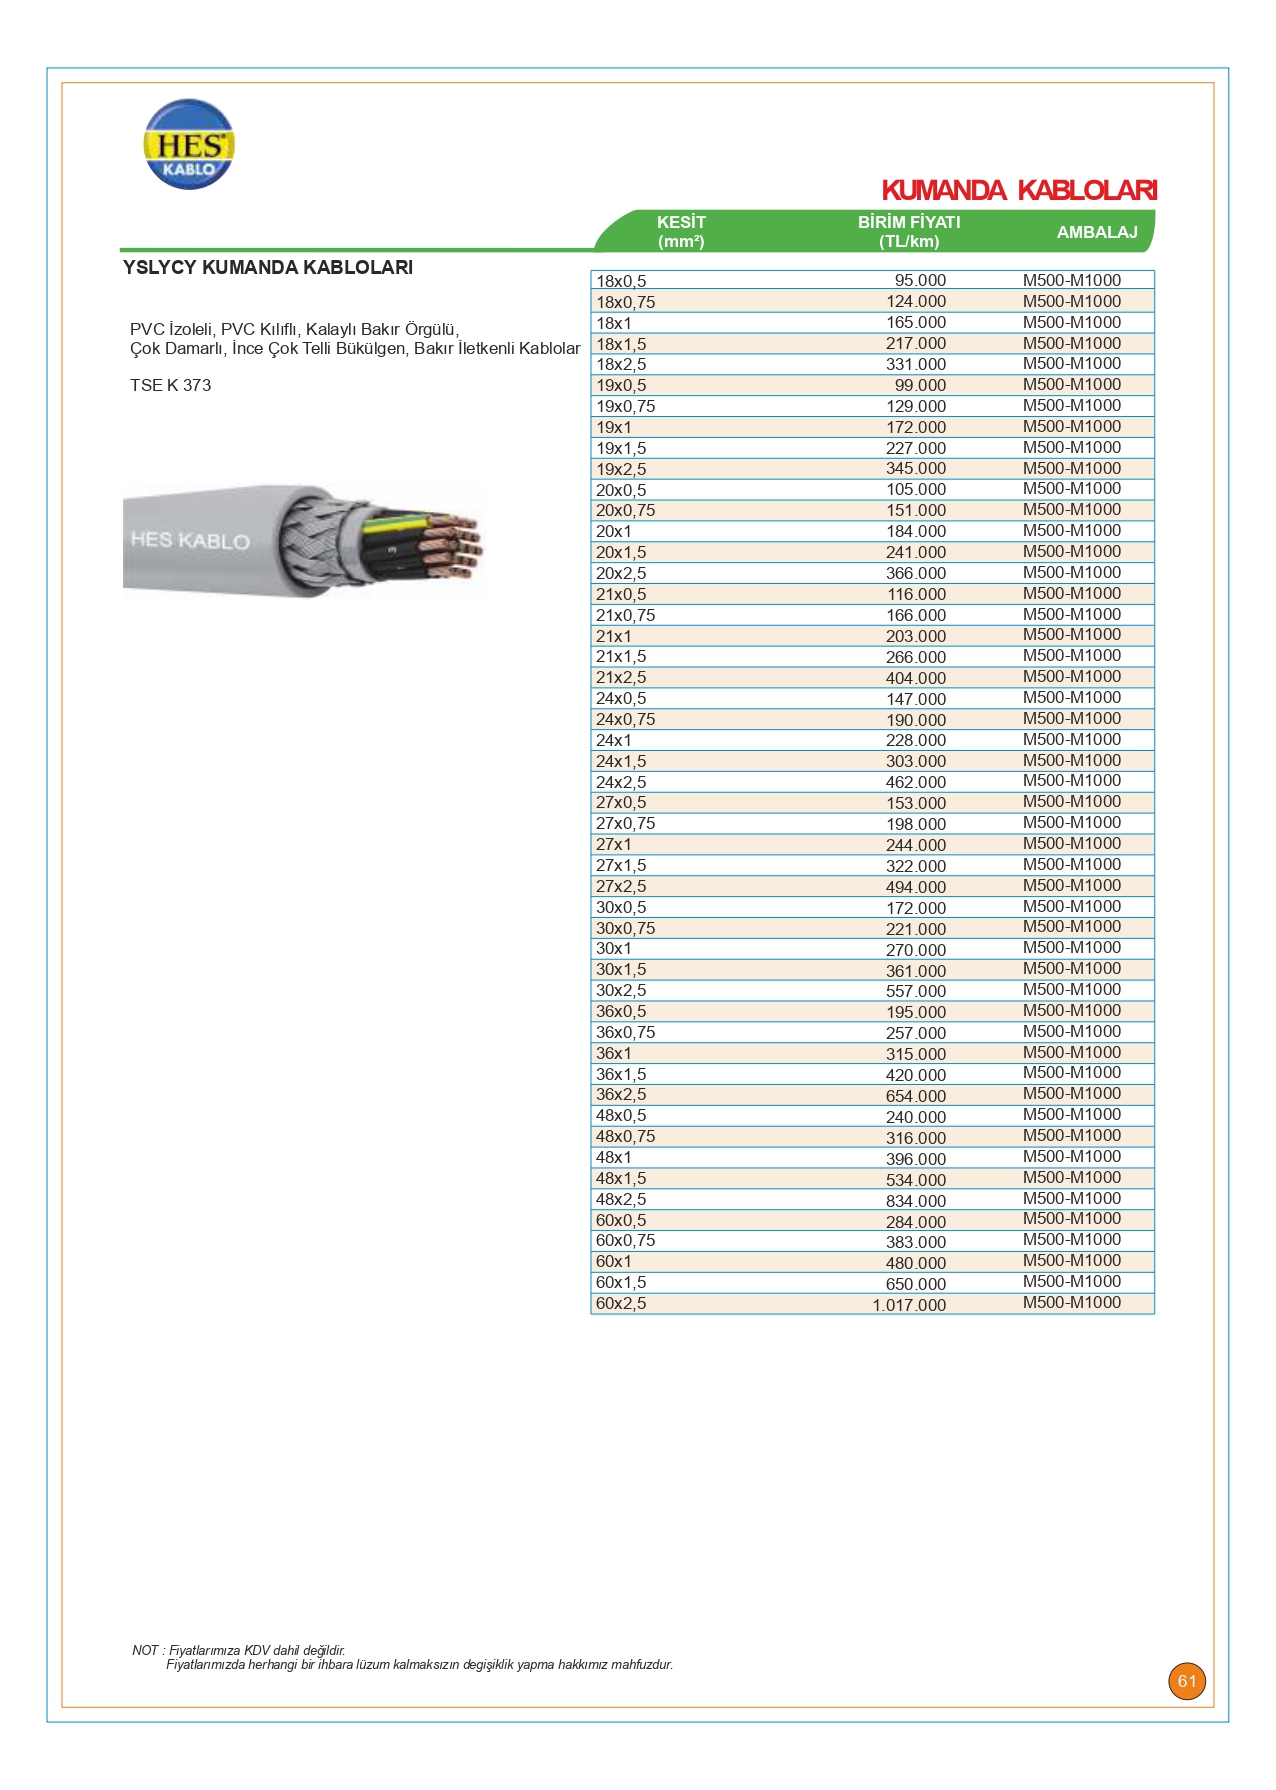 HES
KABLO
KUMANDA KABLOLARI
KESİT BİRİM FİYATI AMBALAJ
(mm²) (TL/km)
YSLYCY KUMANDA KABLOLARI
PVC İzoleli, PVC Kılıflı, Kalaylı Bakır Örgülü,
Çok Damarlı, İnce Çok Telli Bükülgen, Bakır İletkenli Kablolar
TSE K 373
HES KABLO
3
18x0,5 95.000 M500-M1000
18x0,75 124.000 M500-M1000
18x1 165.000 M500-M1000
18x1,5 217.000 M500-M1000
18x2,5 331.000 M500-M1000
19x0,5 99.000 M500-M1000
19x0,75 129.000 M500-M1000
19x1 172.000 M500-M1000
19x1,5 227.000 M500-M1000
19x2,5 345.000 M500-M1000
20x0,5 105.000 M500-M1000
20x0,75 151.000 M500-M1000
20x1 184.000 M500-M1000
20x1,5 241.000 M500-M1000
20x2,5 366.000 M500-M1000
21x0,5 116.000 M500-M1000
21x0,75 166.000 M500-M1000
21x1 203.000 M500-M1000
21x1,5 266.000 M500-M1000
21x2,5 404.000 M500-M1000
24x0,5 147.000 M500-M1000
24x0,75 190.000 M500-M1000
24x1 228.000 M500-M1000
24x1,5 303.000 M500-M1000
24x2,5 462.000 M500-M1000
27x0,5 153.000 M500-M1000
27x0,75 198.000 M500-M1000
27x1 244.000 M500-M1000
27x1,5 322.000 M500-M1000
27x2,5 494.000 M500-M1000
30x0,5 172.000 M500-M1000
30x0,75 221.000 M500-M1000
30x1 270.000 M500-M1000
30x1,5 361.000 M500-M1000
30x2,5 557.000 M500-M1000
36x0,5 195.000 M500-M1000
36x0,75 257.000 M500-M1000
36x1 315.000 M500-M1000
36x1,5 420.000 M500-M1000
36x2,5 654.000 M500-M1000
48x0,5 240.000 M500-M1000
48x0,75 316.000 M500-M1000
48x1 396.000 M500-M1000
48x1,5 534.000 M500-M1000
48x2,5 834.000 M500-M1000
60x0,5 284.000 M500-M1000
60x0,75 383.000 M500-M1000
60x1 480.000 M500-M1000
60x1,5 650.000 M500-M1000
60x2,5 1.017.000 M500-M1000
NOT : Fiyatlarımıza KDV dahil değildir.
Fiyatlarımızda herhangi bir ihbara lüzum kalmaksızın degişiklik yapma hakkımız mahfuzdur.
61